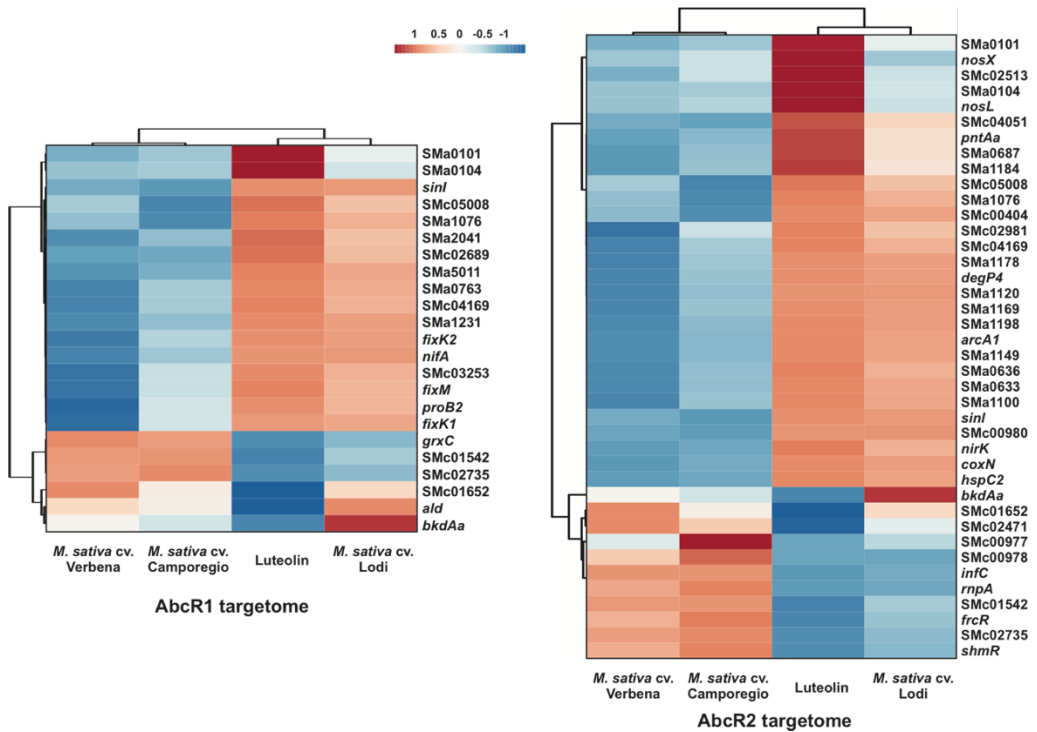 1 0.5 0 -0.5 -1
SMa0101
SMa0104
sinI
SMc05008
SMa1076
SMa2041
SMc02689
SMa5011
SMa0763
SMc04169
SMa1231
fixK2
nifA
SMc03253
fixM
proB2
fixK1
grxC
SMc01542
SMc02735
SMc01652
ald
bkdAa
M. sativa cv.
Verbena
M. sativa cv.
Camporegio
Luteolin
M. sativa cv.
Lodi
AbcR1 targetome
SMa0101
nosX
SMc02513
SMa0104
nosL
SMc04051
pntAa
SMa0687
SMa1184
SMc05008
SMa1076
SMc00404
SMc02981
SMc04169
SMa1178
degP4
SMa1120
SMa1169
SMa1198
arcA1
SMa1149
SMa0636
SMa0633
SMa1100
sinI
SMc00980
nirK
coxN
hspC2
bkdAa
SMc01652
SMc02471
SMc00977
SMc00978
infC
rnpA
SMc01542
frcR
SMc02735
shmR
M. sativa cv.
Verbena
M. sativa cv.
Camporegio
Luteolin
M. sativa cv.
Lodi
AbcR2 targetome